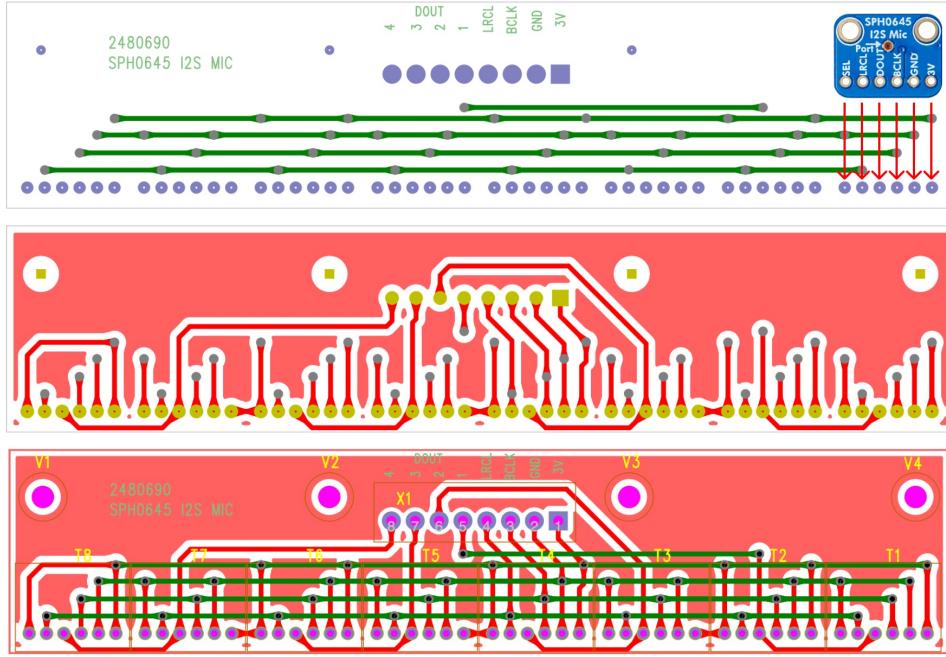 4 3 DOUT 2 1 LRCL BCLK GND 3V
2480690
SPH0645 I2S MIC
SPH0645
I2S Mic
Port
SEL LRCL DOUT BCLK GND 3V
V1 V2 V3 V4
4 3 DOUT 2 1 LRCL BCLK GND 3V
2480690
SPH0645 I2S MIC
X1
8 7 6 5 4 3 2 1
T8 T7 T6 T5 T4 T3 T2 T1